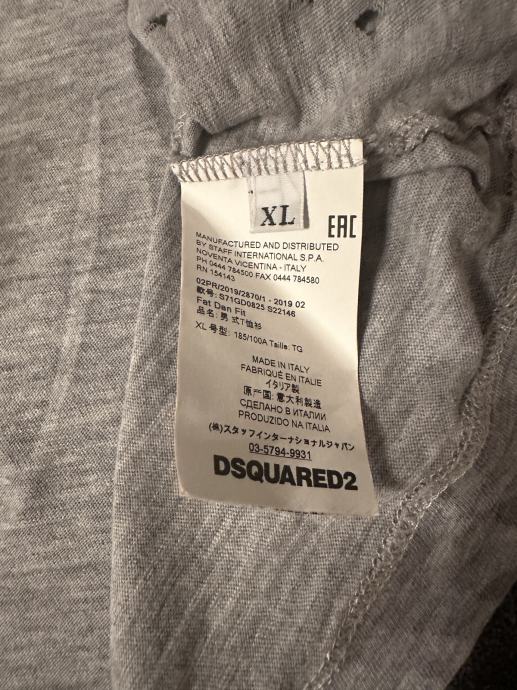 XL
EAC
MANUFACTURED AND DISTRIBUTED
BY STAFF INTERNATIONAL S.P.A.
NOVENTA VICENTINA - ITALY
PH 0444 784500 FAX 0444 784580
RN 154143
02PR/2019/2870/1 - 2019 02
款号: S71GD0825 S22146
Fat Dan Fit
品名: 男 式T恤衫
XL 号型: 185/100A Taille: TG
MADE IN ITALY
FABRIQUÉ EN ITALIE
イタリア製
原产国: 意大利製造
СДЕЛАНО В ИТАЛИИ
PRODUZIDO NA ITALIA
(株)スタッフインターナショナルジャパン
03-5794-9931
DSQUARED2